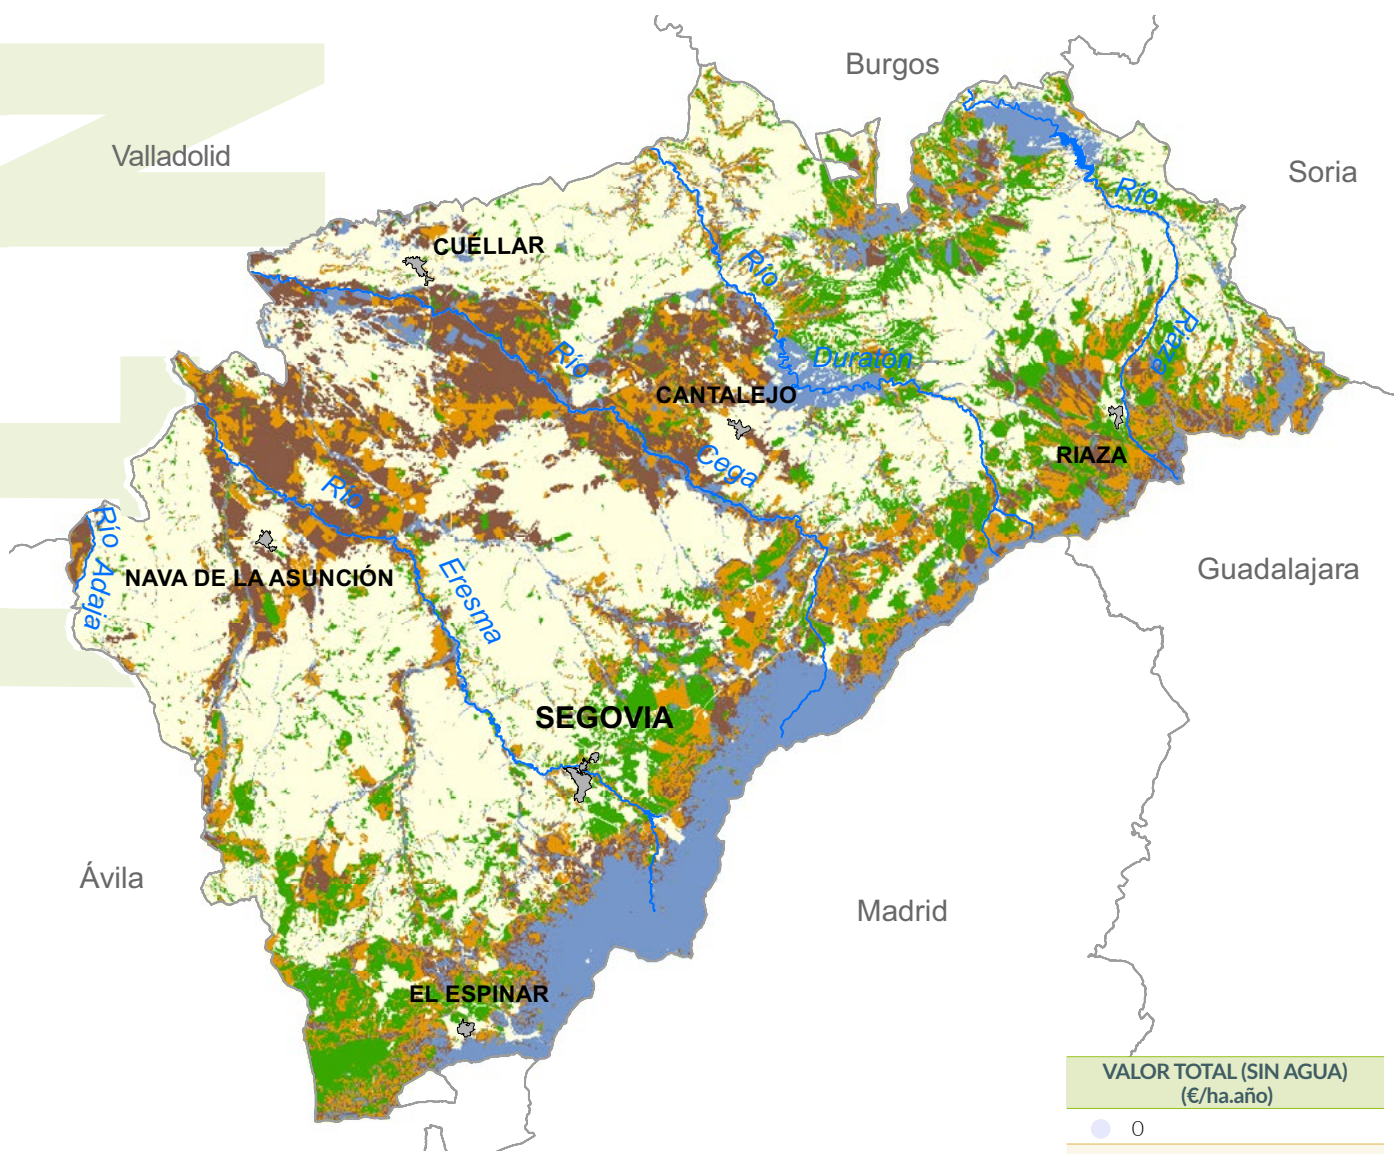 Burgos
Valladolid
Soria
Río
CUÉLLAR
Río
Riaza
Río
Duratón
CANTALEJO
RIAZA
Cega
Río
Río Adaja
NAVA DE LA ASUNCIÓN
Eresma
Guadalajara
SEGOVIA
Ávila
Madrid
EL ESPINAR
VALOR TOTAL (SIN AGUA)
(€/ha.año)
0